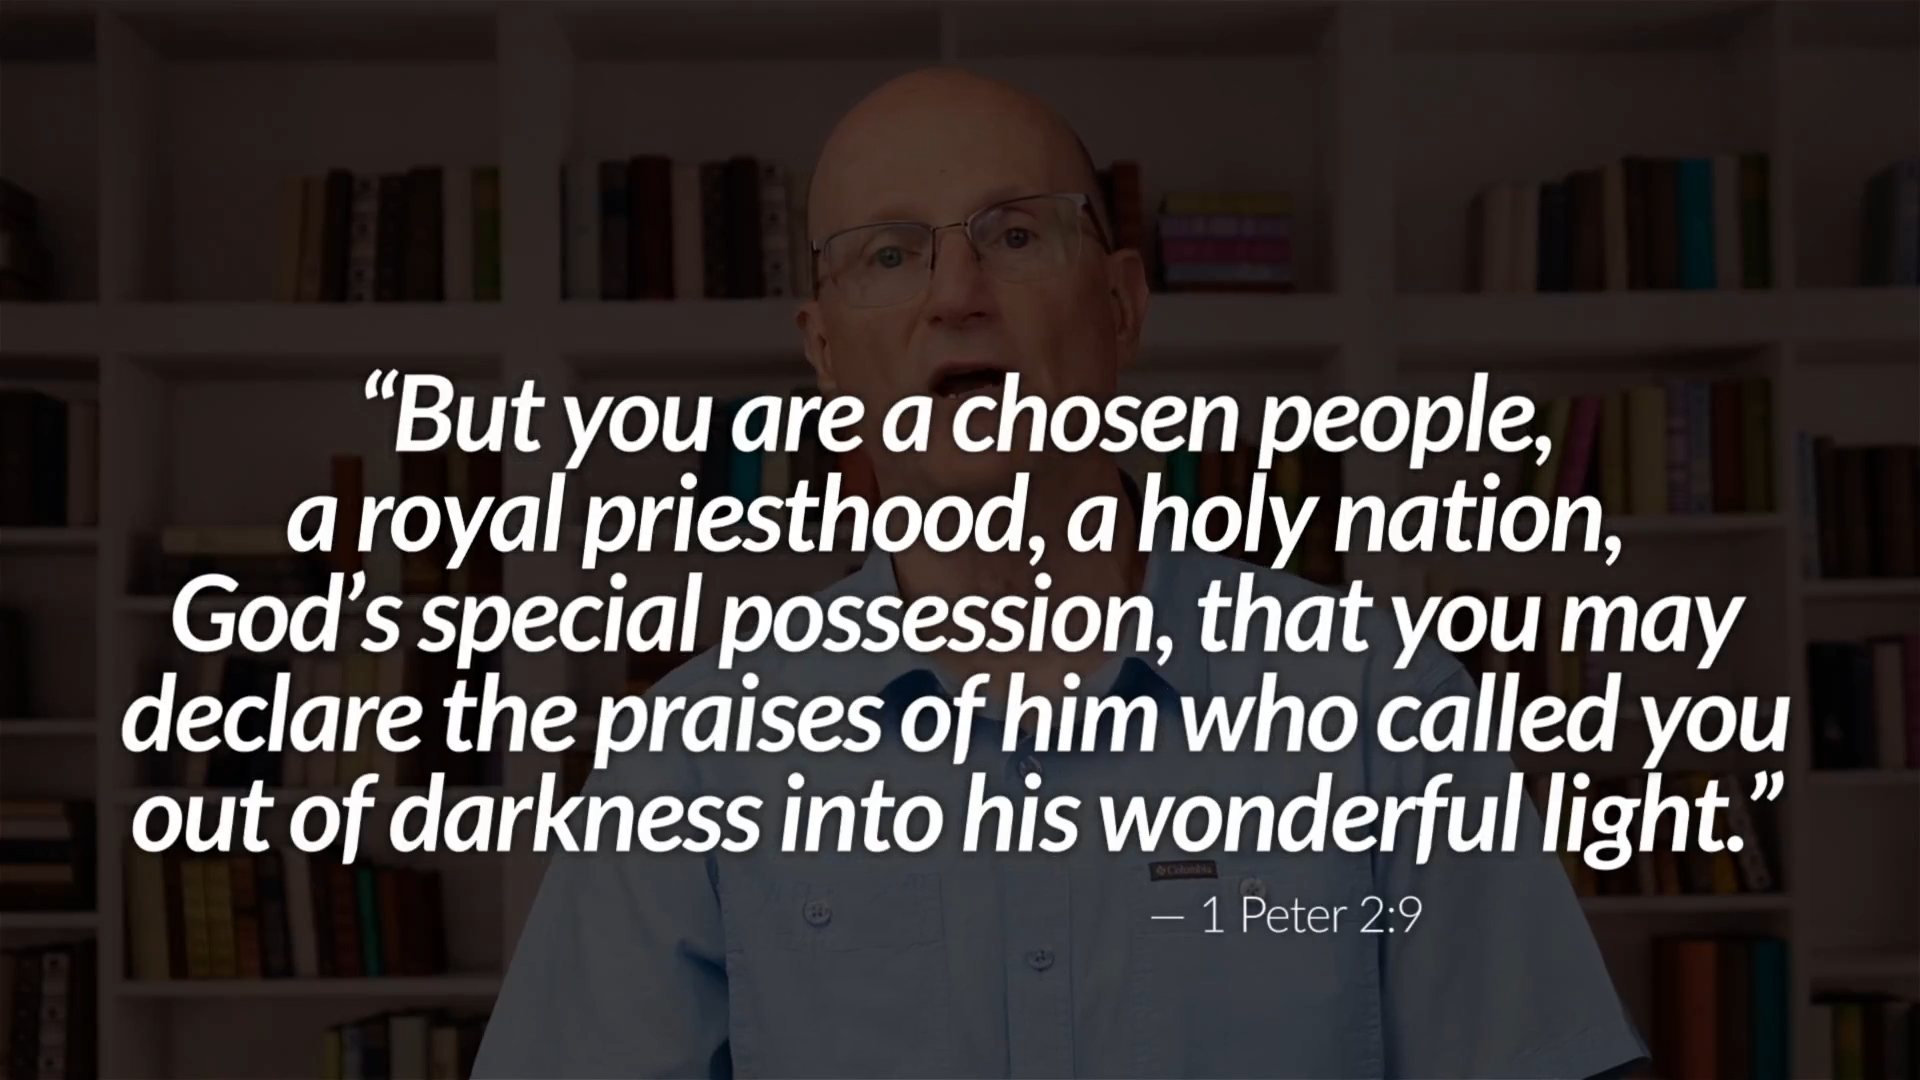 “But you are a chosen people,
a royal priesthood, a holy nation,
God’s special possession, that you may
declare the praises of him who called you
out of darkness into his wonderful light.”
Columbia
— 1 Peter 2:9